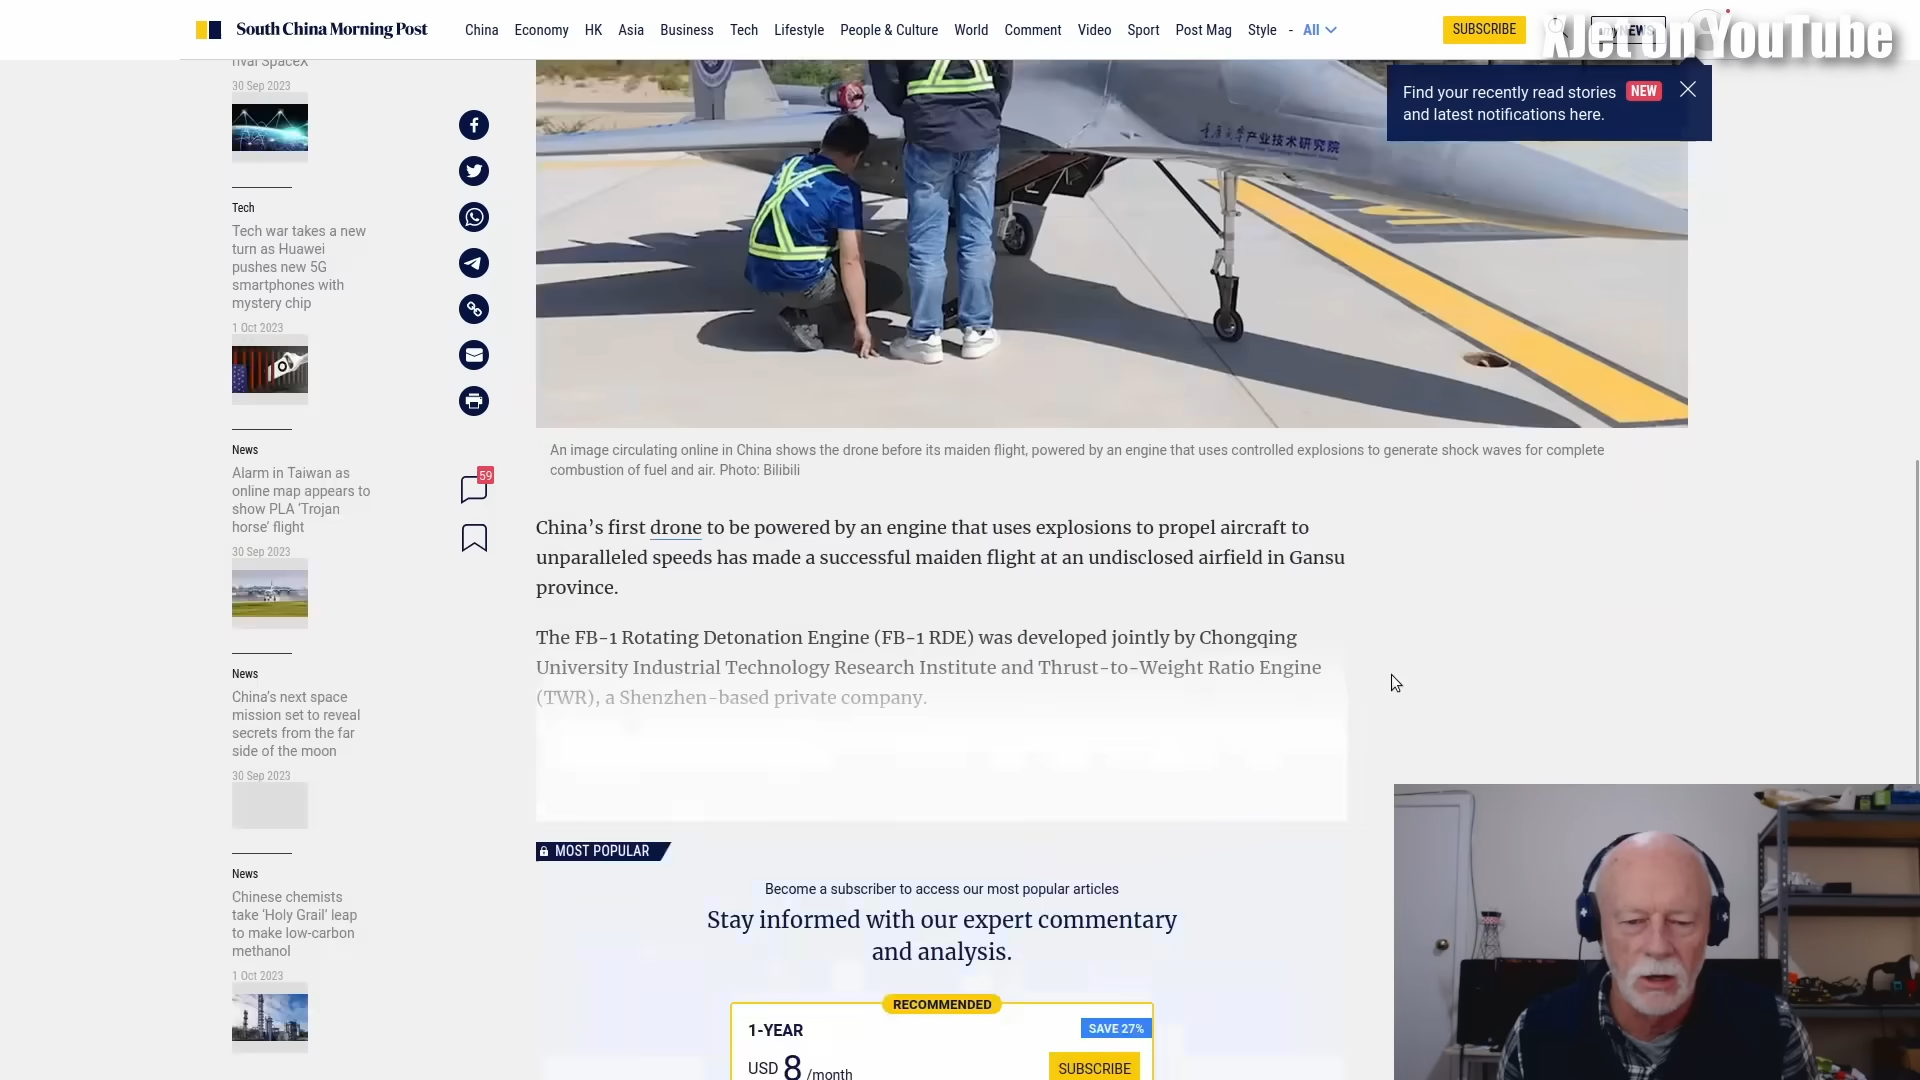 South China Morning Post
China Economy HK Asia Business Tech Lifestyle People & Culture World Comment Video Sport Post Mag Style - All
SUBSCRIBE
XJet on YouTube
Find your recently read stories NEW
and latest notifications here.
rival SpaceX
30 Sep 2023
Tech
Tech war takes a new
turn as Huawei
pushes new 5G
smartphones with
mystery chip
1 Oct 2023
News
Alarm in Taiwan as
online map appears to
show PLA ‘Trojan
horse’ flight
30 Sep 2023
News
China’s next space
mission set to reveal
secrets from the far
side of the moon
30 Sep 2023
News
Chinese chemists
take ‘Holy Grail’ leap
to make low-carbon
methanol
1 Oct 2023
59
产业技术研究院
An image circulating online in China shows the drone before its maiden flight, powered by an engine that uses controlled explosions to generate shock waves for complete
combustion of fuel and air. Photo: Bilibili
China’s first drone to be powered by an engine that uses explosions to propel aircraft to
unparalleled speeds has made a successful maiden flight at an undisclosed airfield in Gansu
province.
The FB-1 Rotating Detonation Engine (FB-1 RDE) was developed jointly by Chongqing
University Industrial Technology Research Institute and Thrust-to-Weight Ratio Engine
(TWR), a Shenzhen-based private company.
MOST POPULAR
Become a subscriber to access our most popular articles
Stay informed with our expert commentary
and analysis.
RECOMMENDED
1-YEAR
SAVE 27%
USD 8 /month
SUBSCRIBE